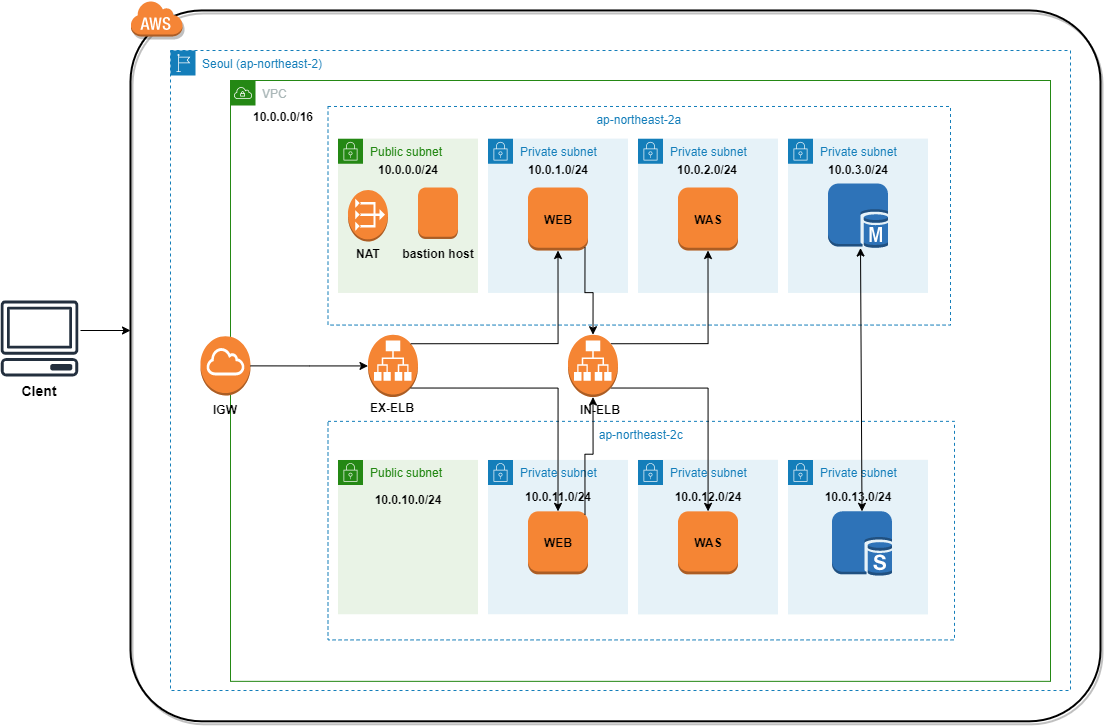 AWS
Seoul (ap-northeast-2)
VPC
10.0.0.0/16
ap-northeast-2a
Public subnet
10.0.0.0/24
NAT
bastion host
Private subnet
10.0.1.0/24
WEB
Private subnet
10.0.2.0/24
WAS
Private subnet
10.0.3.0/24
M
Clent
IGW
EX-ELB
IN-ELB
ap-northeast-2c
Public subnet
10.0.10.0/24
Private subnet
10.0.11.0/24
WEB
Private subnet
10.0.12.0/24
WAS
Private subnet
10.0.13.0/24
S